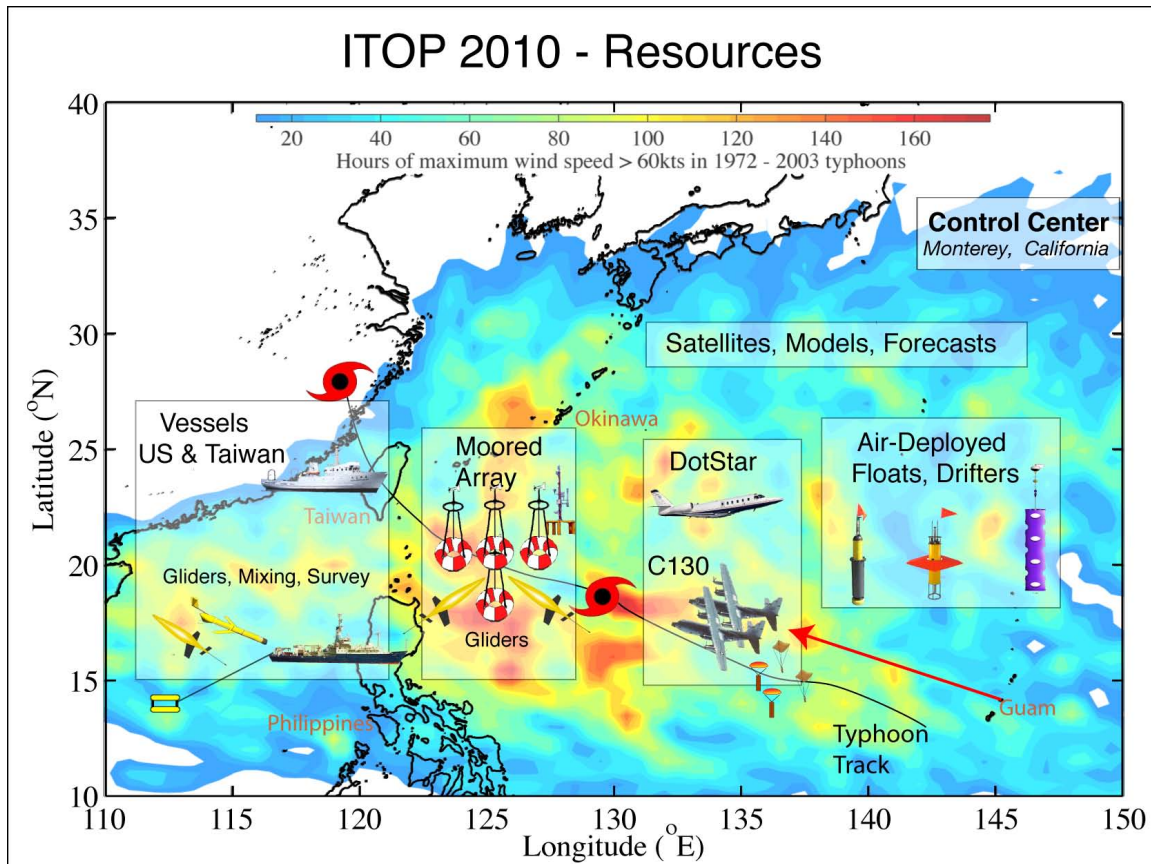 ITOP 2010 - Resources
40
35
30
25
20
15
10
Latitude (°N)
20 40 60 80 100 120 140 160
Hours of maximum wind speed > 60kts in 1972 - 2003 typhoons
Control Center
Monterey, California
Satellites, Models, Forecasts
Vessels
US & Taiwan
Taiwan
Gliders, Mixing, Survey
Moored
Array
Gliders
Okinawa
DotStar
C130
Air-Deployed
Floats, Drifters
Philippines
Guam
Typhoon
Track
110 115 120 125 130 135 140 145 150
Longitude (°E)